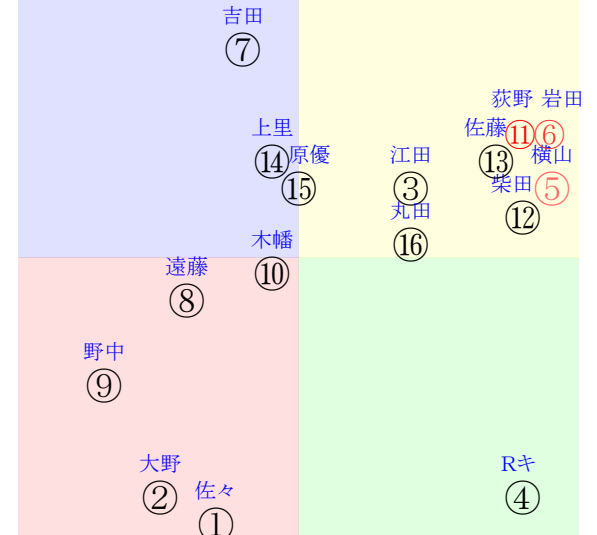 吉田
⑦
荻野 岩田
上里 佐藤 ⑪ ⑥
⑭ 原優 江田 ⑬ 横山
⑮ ③ 柴田 ⑤
丸田 ⑫
木幡 ⑯
遠藤 ⑩
⑧
野中
⑨
大野 Rキ
② 佐々 ④
①